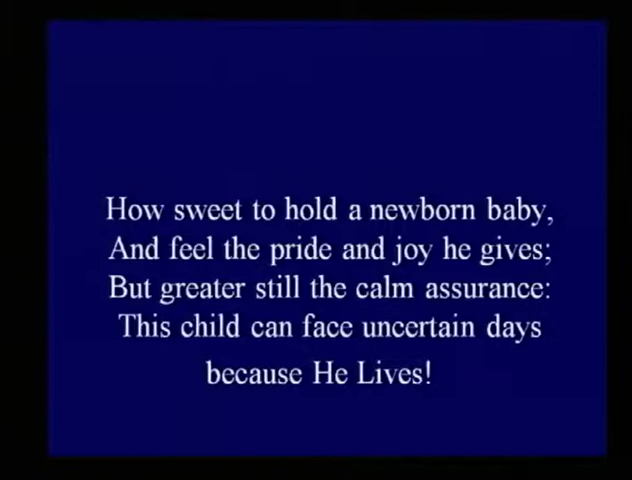 How sweet to hold a newborn baby,
And feel the pride and joy he gives;
But greater still the calm assurance:
This child can face uncertain days
because He Lives!